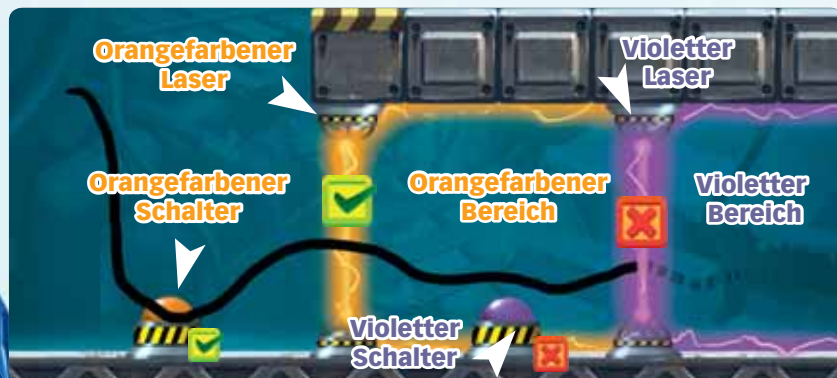 Orangefarbener
Laser
Violetter
Laser
Orangefarbener
Schalter
Orangefarbener
Bereich
Violetter
Bereich
Violetter
Schalter